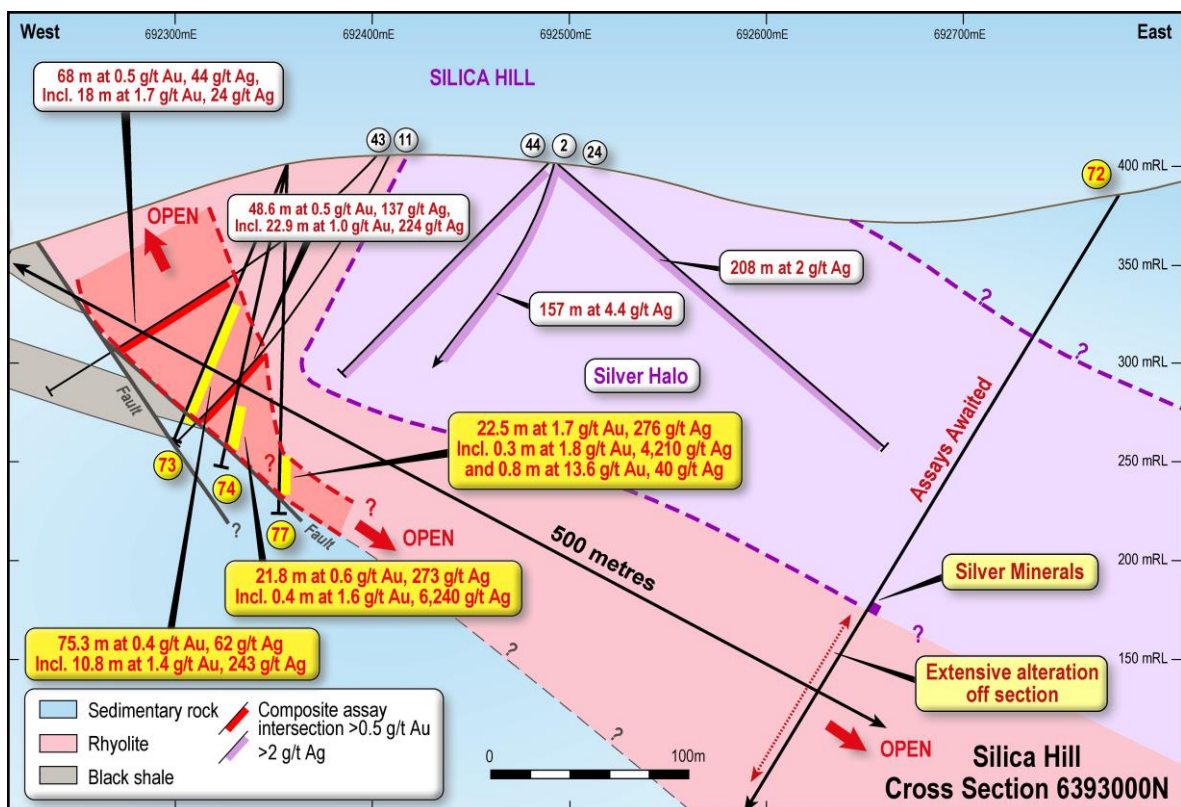 West
692300mE
692400mE
692500mE
692600mE
692700mE
East
68 m at 0.5 g/t Au, 44 g/t Ag,
Incl. 18 m at 1.7 g/t Au, 24 g/t Ag
SILICA HILL
43
11
44
2
24
72
400 mRL
OPEN
48.6 m at 0.5 g/t Au, 137 g/t Ag,
Incl. 22.9 m at 1.0 g/t Au, 224 g/t Ag
208 m at 2 g/t Ag
350 mRL
157 m at 4.4 g/t Ag
?
?
300 mRL
Silver Halo
Fault
22.5 m at 1.7 g/t Au, 276 g/t Ag
Incl. 0.3 m at 1.8 g/t Au, 4,210 g/t Ag
and 0.8 m at 13.6 g/t Au, 40 g/t Ag
Assays Awaited
73
74
?
250 mRL
77
?
?
Fault
OPEN
500 metres
200 mRL
21.8 m at 0.6 g/t Au, 273 g/t Ag
Incl. 0.4 m at 1.6 g/t Au, 6,240 g/t Ag
Silver Minerals
?
75.3 m at 0.4 g/t Au, 62 g/t Ag
Incl. 10.8 m at 1.4 g/t Au, 243 g/t Ag
?
150 mRL
Extensive alteration
off section
Sedimentary rock
Rhyolite
Black shale
Composite assay
intersection >0.5 g/t Au
>2 g/t Ag
?
OPEN
0
100m
Silica Hill
Cross Section 6393000N